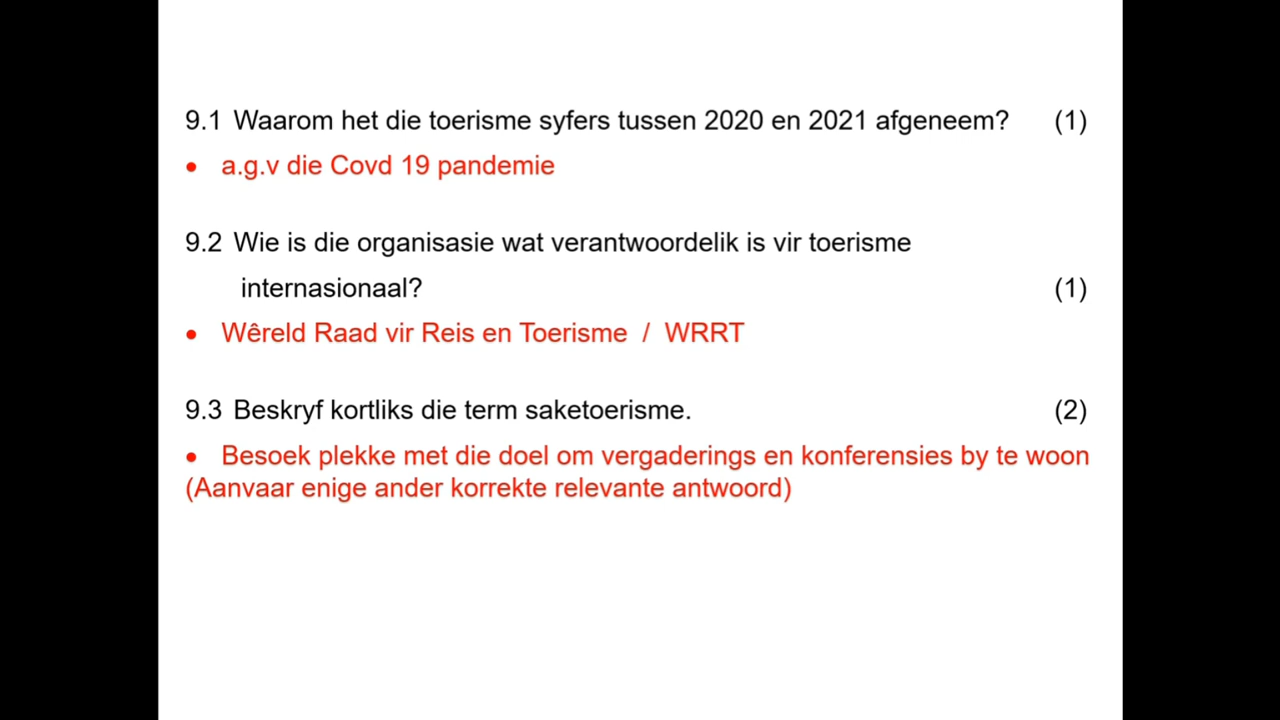 9.1 Waarom het die toerisme syfers tussen 2020 en 2021 afgeneem? (1)
• a.g.v die Covd 19 pandemie
9.2 Wie is die organisasie wat verantwoordelik is vir toerisme
internasionaal? (1)
• Wêreld Raad vir Reis en Toerisme / WRRT
9.3 Beskryf kortliks die term saketoerisme. (2)
• Besoek plekke met die doel om vergaderings en konferensies by te woon
(Aanvaar enige ander korrekte relevante antwoord)